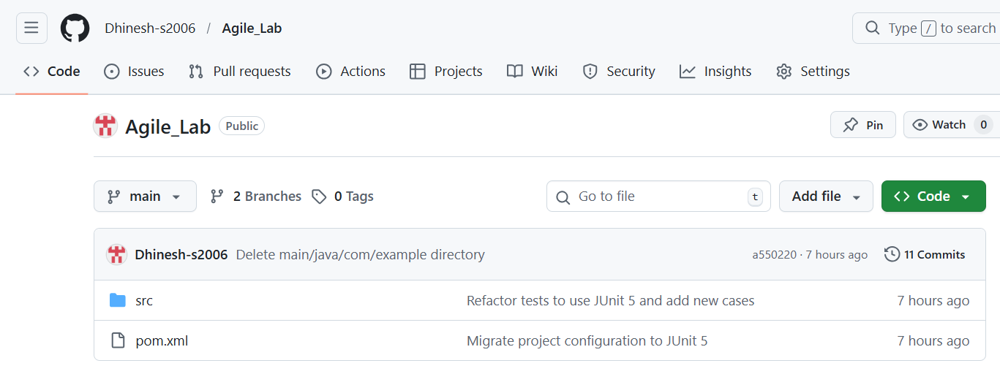 Dhinesh-s2006 / Agile_Lab Type / to search
Code Issues Pull requests Actions Projects Wiki Security Insights Settings
Agile_Lab Public Pin Watch 0
main 2 Branches 0 Tags Go to file t Add file Code
Dhinesh-s2006 Delete main/java/com/example directory a550220 · 7 hours ago 11 Commits
src Refactor tests to use JUnit 5 and add new cases 7 hours ago
pom.xml Migrate project configuration to JUnit 5 7 hours ago